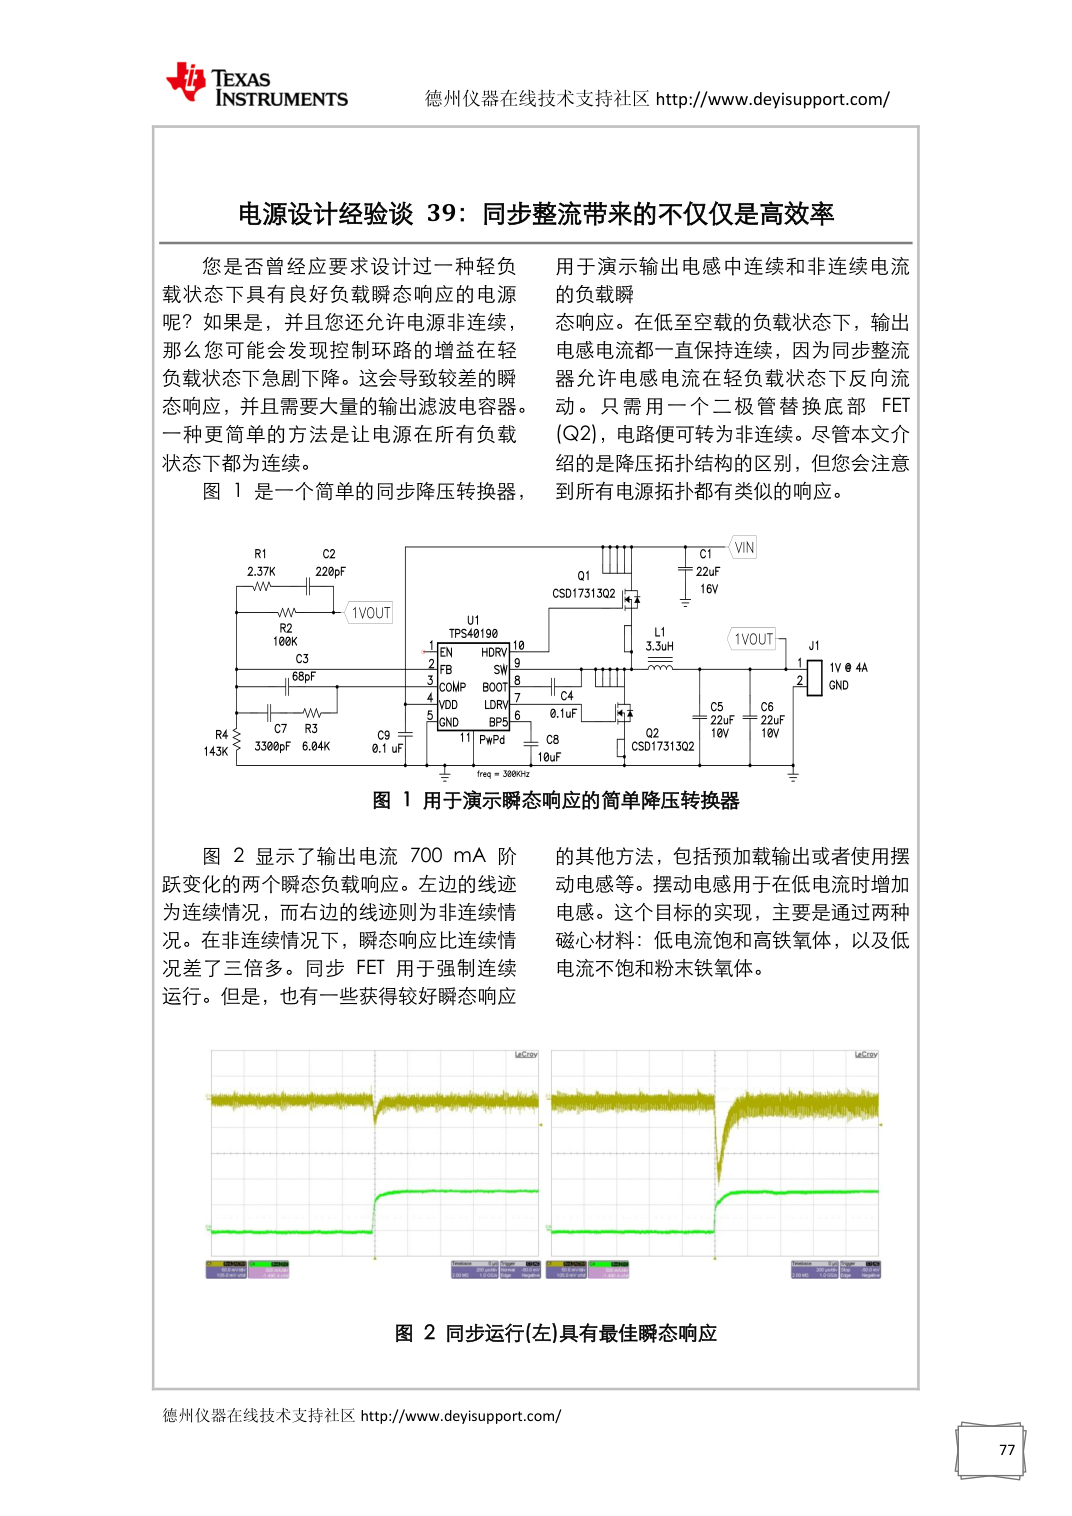 TEXAS
INSTRUMENTS
德州仪器在线技术支持社区 http://www.deyisupport.com/
电源设计经验谈 39：同步整流带来的不仅仅是高效率
您是否曾经应要求设计过一种轻负
载状态下具有良好负载瞬态响应的电源
呢？如果是，并且您还允许电源非连续，
那么您可能会发现控制环路的增益在轻
负载状态下急剧下降。这会导致较差的瞬
态响应，并且需要大量的输出滤波电容器。
一种更简单的方法是让电源在所有负载
状态下都为连续。
图 1 是一个简单的同步降压转换器，
用于演示输出电感中连续和非连续电流
的负载瞬
态响应。在低至空载的负载状态下，输出
电感电流都一直保持连续，因为同步整流
器允许电感电流在轻负载状态下反向流
动。只需用一个二极管替换底部 FET
(Q2)，电路便可转为非连续。尽管本文介
绍的是降压拓扑结构的区别，但您会注意
到所有电源拓扑都有类似的响应。
R1
2.37K
C2
220pF
1VOUT
R2
100K
C3
68pF
C7
3300pF
R3
6.04K
R4
143K
C9
0.1 uF
U1
TPS40190
1 EN
2 FB
3 COMP
4 VDD
5 GND
HDRV 10
SW 9
BOOT 8
LDRV 7
BP5 6
11 PwPd
freq = 300KHz
C8
10uF
C4
0.1uF
Q1
CSD17313Q2
Q2
CSD17313Q2
VIN
C1
22uF
16V
L1
3.3uH
1VOUT
C5
22uF
10V
C6
22uF
10V
J1
1 1V @ 4A
2 GND
图 1 用于演示瞬态响应的简单降压转换器
图 2 显示了输出电流 700 mA 阶
跃变化的两个瞬态负载响应。左边的线迹
为连续情况，而右边的线迹则为非连续情
况。在非连续情况下，瞬态响应比连续情
况差了三倍多。同步 FET 用于强制连续
运行。但是，也有一些获得较好瞬态响应
的其他方法，包括预加载输出或者使用摆
动电感等。摆动电感用于在低电流时增加
电感。这个目标的实现，主要是通过两种
磁心材料：低电流饱和高铁氧体，以及低
电流不饱和粉末铁氧体。
LeCroy
LeCroy
图 2 同步运行(左)具有最佳瞬态响应
德州仪器在线技术支持社区 http://www.deyisupport.com/
77